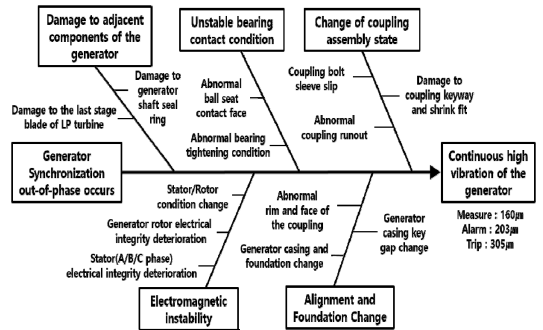 Damage to adjacent
components of the
generator
Unstable bearing
contact condition
Change of coupling
assembly state
Damage to
generator
shaft seal
ring
Damage to the last stage
blade of LP turbine
Abnormal
ball seat
contact face
Abnormal bearing
tightening condition
Coupling bolt
sleeve slip
Abnormal
coupling runout
Damage to
coupling keyway
and shrink fit
Generator
Synchronization
out-of-phase occurs
Continuous high
vibration of the
generator
Measure : 160㎛
Alarm : 203㎛
Trip : 305㎛
Stator/Rotor
condition change
Generator rotor electrical
integrity deterioration
Stator(A/B/C phase)
electrical integrity deterioration
Abnormal
rim and face of
the coupling
Generator casing and
foundation change
Generator
casing key
gap change
Electromagnetic
instability
Alignment and
Foundation Change